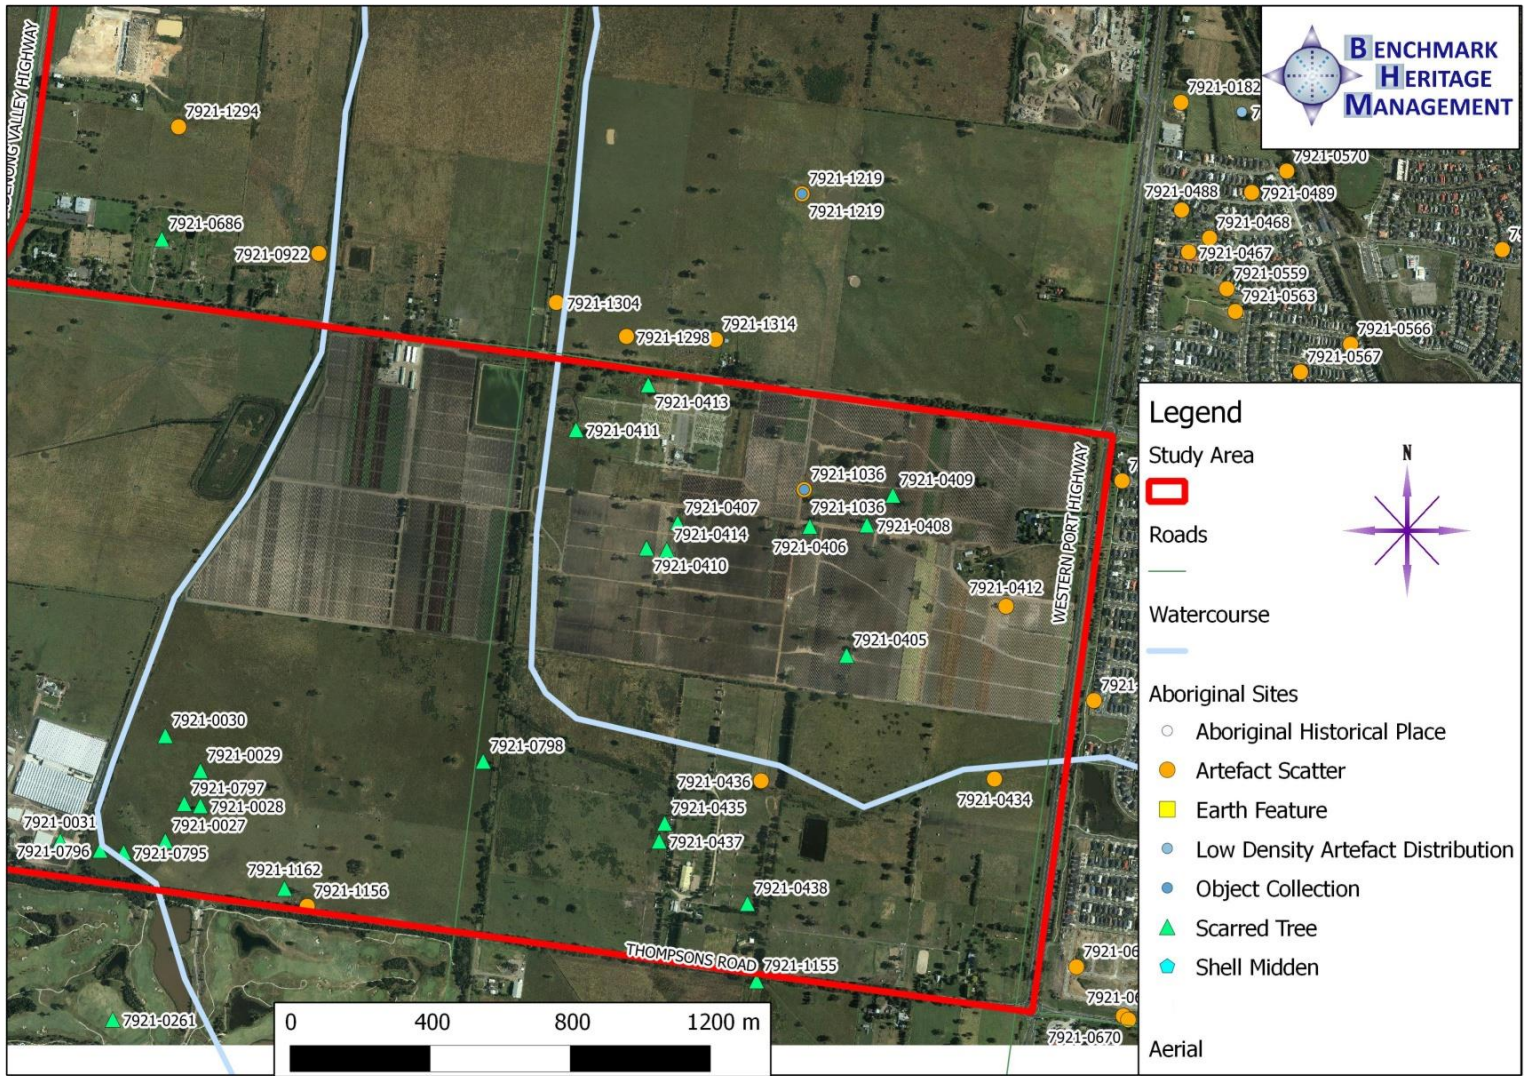 BENCHMARK
HERITAGE
MANAGEMENT
VALLEY HIGHWAY
7921-1294
7921-0182
7921-0570
7921-1219
7921-1219
7921-0488
7921-0489
7921-0686
7921-0468
7921-0922
7921-0467
7921-0559
7921-0563
7921-1304
7921-1298
7921-1314
7921-0566
7921-0567
7921-0413
7921-0411
7921-1036
7921-0409
7921-0407
7921-1036
7921-0414
7921-0408
7921-0406
7921-0410
7921-0412
WESTERN PORT HIGHWAY
7921-0405
7921-
7921-0030
7921-0029
7921-0798
7921-0797
7921-0028
7921-0436
7921-0434
7921-0031
7921-0027
7921-0435
7921-0437
7921-0796
7921-0795
7921-1162
7921-1156
7921-0438
THOMPSONS ROAD
7921-1155
7921-06
7921-06
7921-0261
7921-0670
0 400 800 1200 m
Legend
Study Area
N
Roads
Watercourse
Aboriginal Sites
Aboriginal Historical Place
Artefact Scatter
Earth Feature
Low Density Artefact Distribution
Object Collection
Scarred Tree
Shell Midden
Aerial